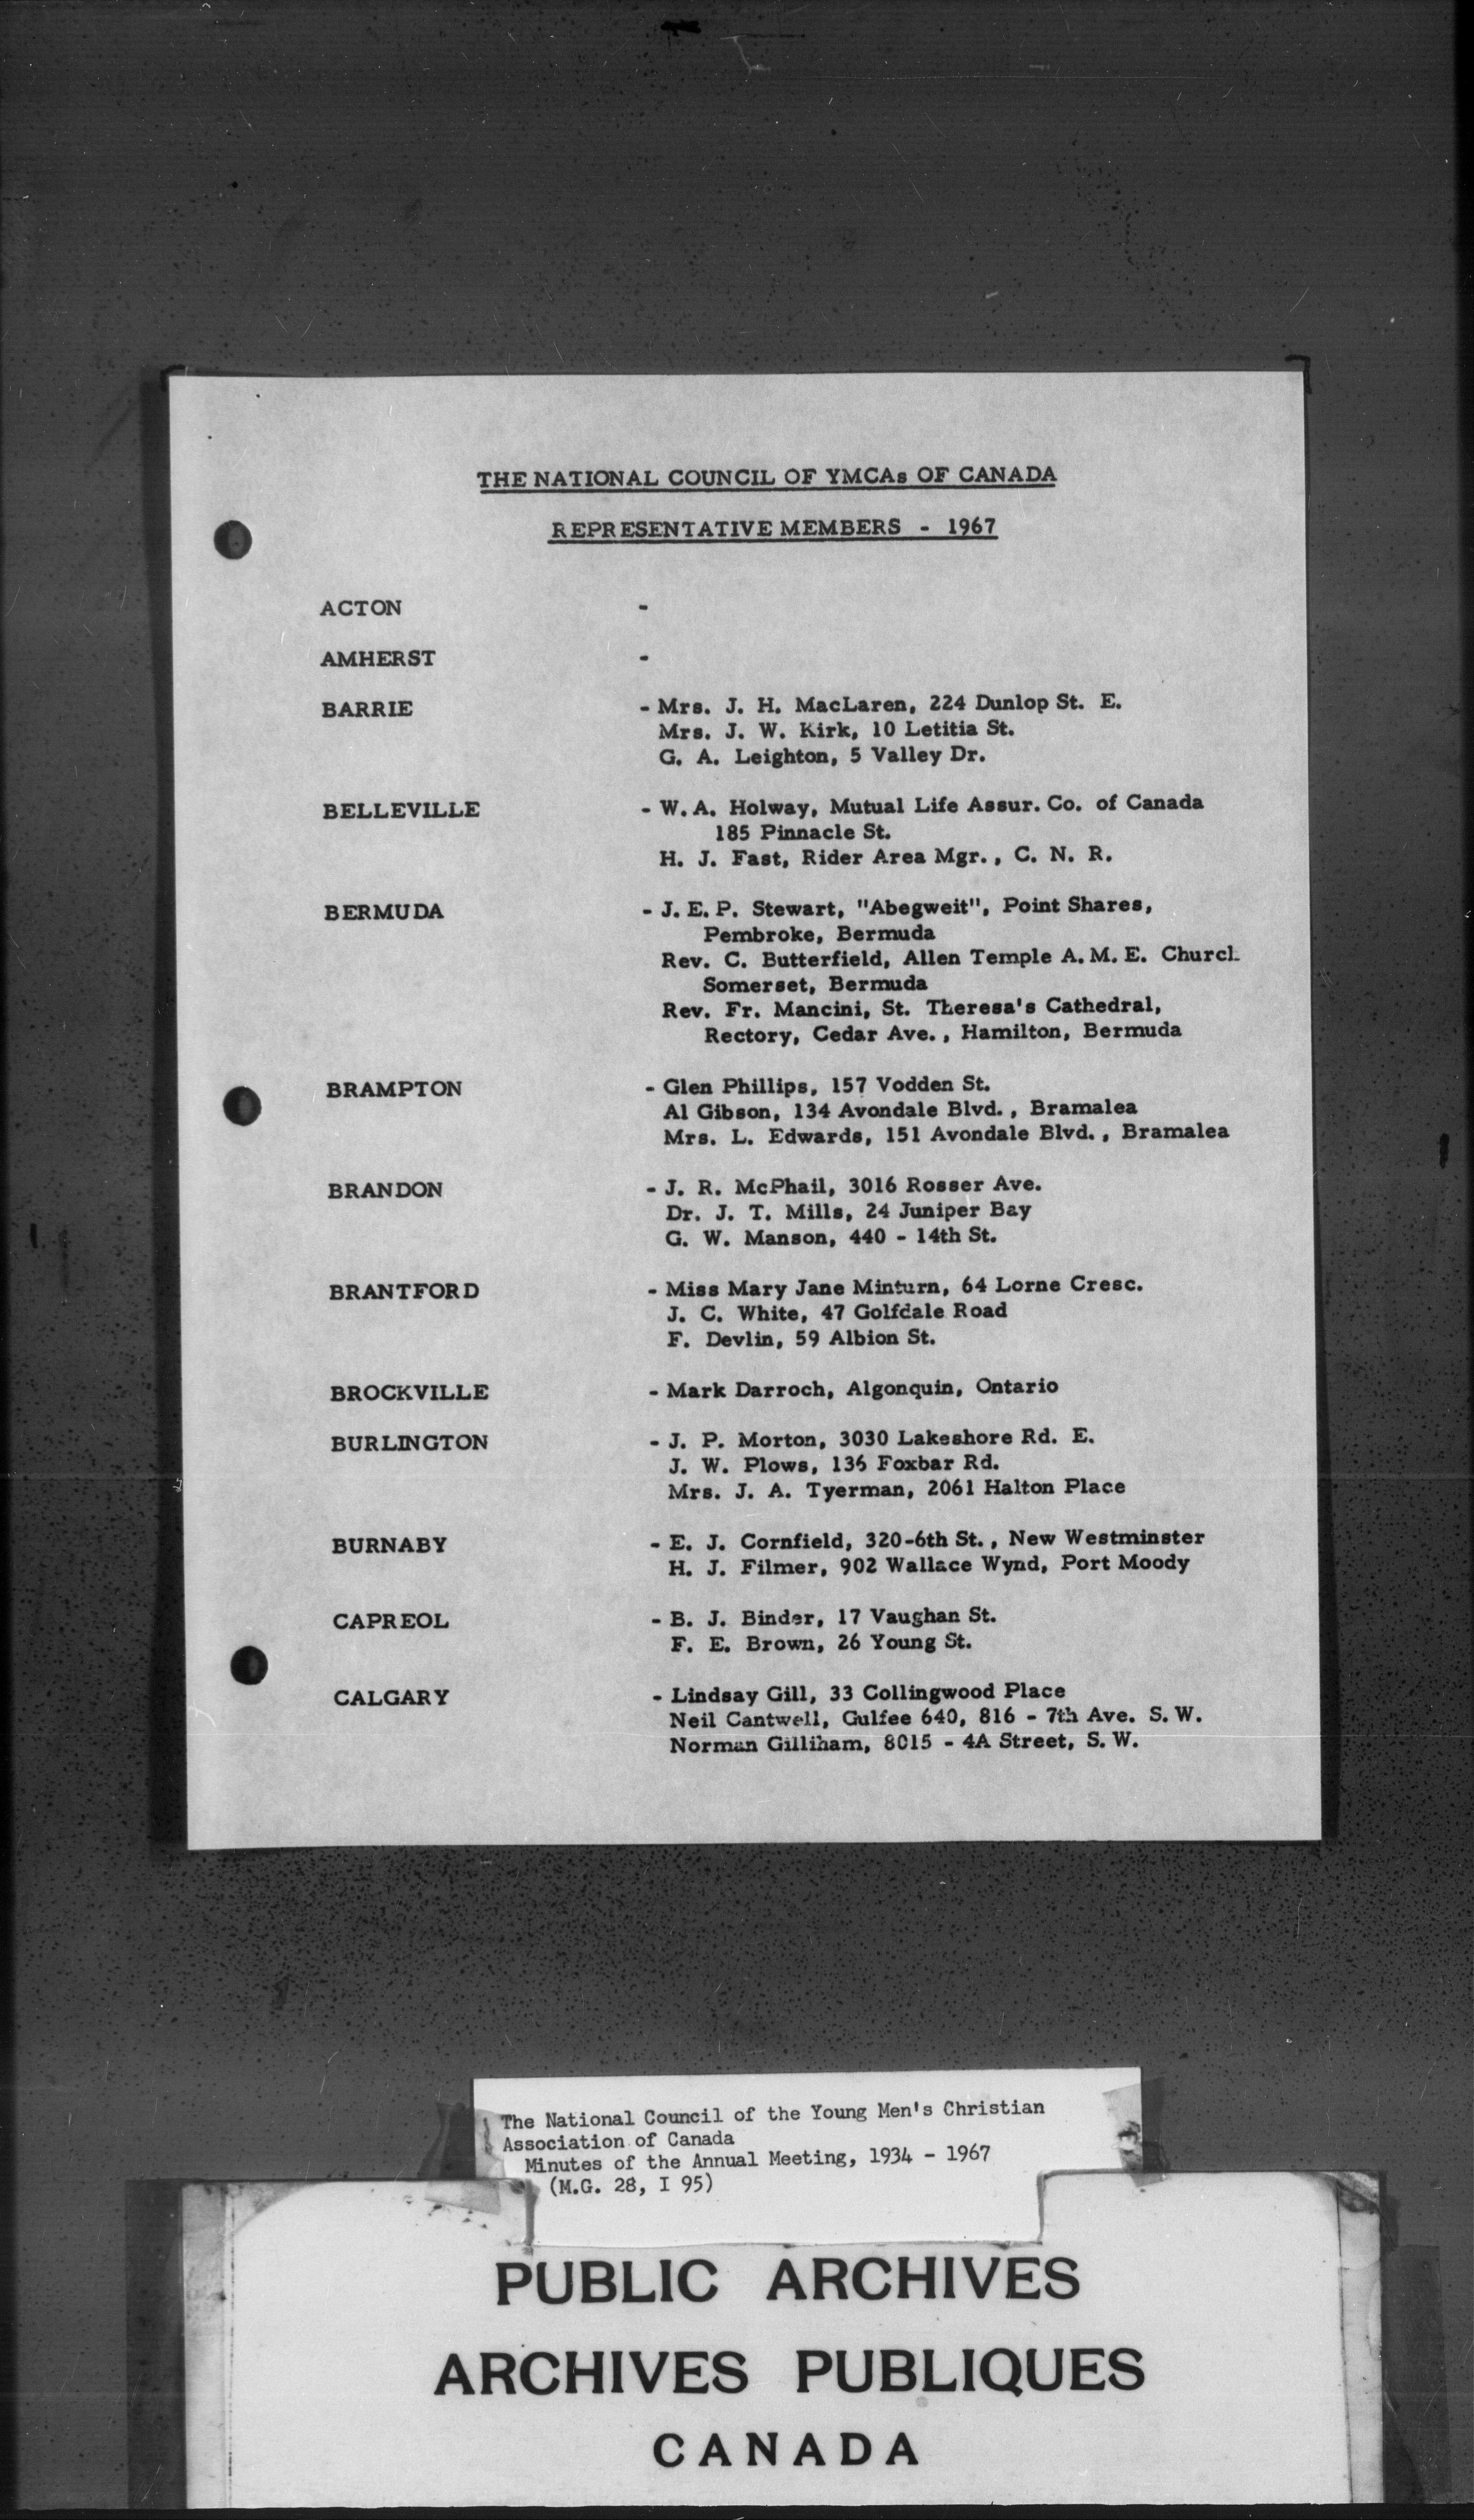 THE NATIONAL COUNCIL OF YMCAs OF CANADA
REPRESENTATIVE MEMBERS - 1967
ACTON -
AMHERST -
BARRIE - Mrs. J. H. MacLaren, 224 Dunlop St. E.
Mrs. J. W. Kirk, 10 Letitia St.
G. A. Leighton, 5 Valley Dr.
BELLEVILLE - W. A. Holway, Mutual Life Assur. Co. of Canada
185 Pinnacle St.
H. J. Fast, Rider Area Mgr., C. N. R.
BERMUDA - J. E. P. Stewart, "Abegweit", Point Shares,
Pembroke, Bermuda
Rev. C. Butterfield, Allen Temple A. M. E. Church
Somerset, Bermuda
Rev. Fr. Mancini, St. Theresa's Cathedral,
Rectory, Cedar Ave., Hamilton, Bermuda
BRAMPTON - Glen Phillips, 157 Vodden St.
Al Gibson, 134 Avondale Blvd., Bramalea
Mrs. L. Edwards, 151 Avondale Blvd., Bramalea
BRANDON - J. R. McPhail, 3016 Rosser Ave.
Dr. J. T. Mills, 24 Juniper Bay
G. W. Manson, 440 - 14th St.
BRANTFORD - Miss Mary Jane Minturn, 64 Lorne Cresc.
J. C. White, 47 Golfdale Road
F. Devlin, 59 Albion St.
BROCKVILLE - Mark Darroch, Algonquin, Ontario
BURLINGTON - J. P. Morton, 3030 Lakeshore Rd. E.
J. W. Plows, 136 Foxbar Rd.
Mrs. J. A. Tyerman, 2061 Halton Place
BURNABY - E. J. Cornfield, 320-6th St., New Westminster
H. J. Filmer, 902 Wallace Wynd, Port Moody
CAPREOL - B. J. Binder, 17 Vaughan St.
F. E. Brown, 26 Young St.
CALGARY - Lindsay Gill, 33 Collingwood Place
Neil Cantwell, Gulfee 640, 816 - 7th Ave. S. W.
Norman Gilliham, 8015 - 4A Street, S. W.
The National Council of the Young Men's Christian
Association of Canada
Minutes of the Annual Meeting, 1934 - 1967
(M.G. 28, I 95)
PUBLIC ARCHIVES
ARCHIVES PUBLIQUES
CANADA